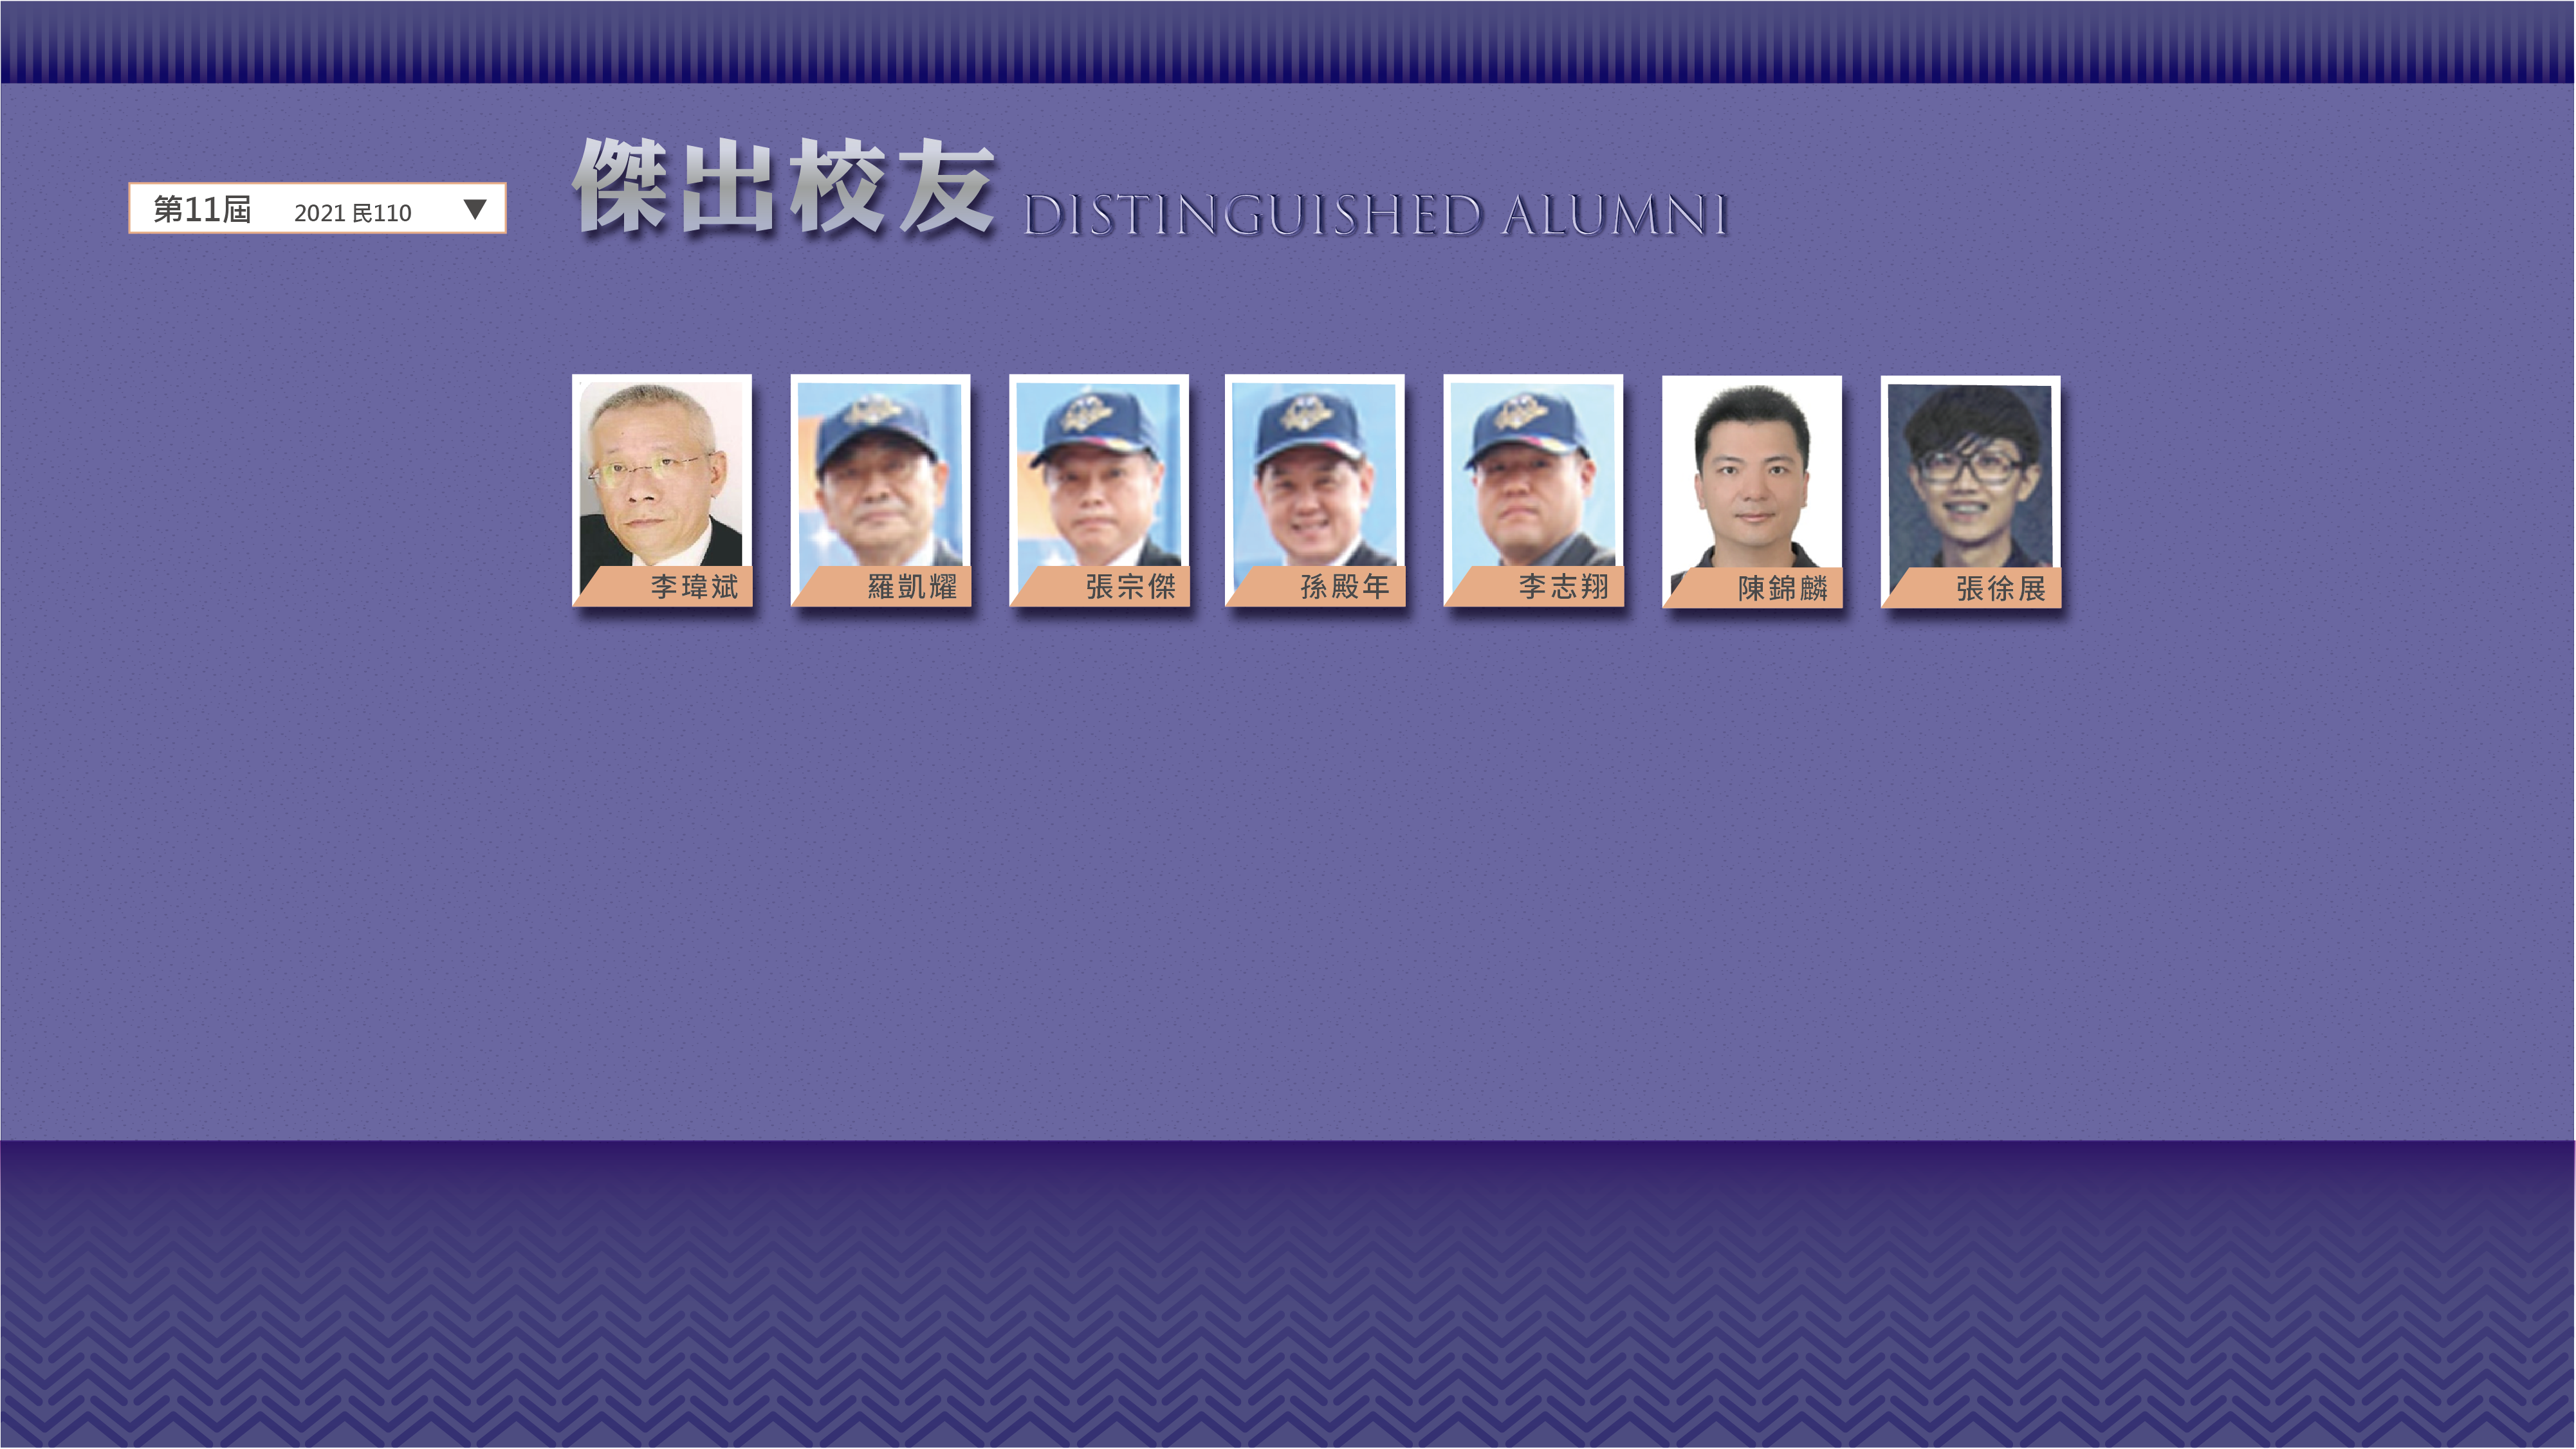 傑出校友 DISTINGUISHED ALUMNI
第11屆 2021 民110 ▼
李瑋斌 羅凱耀 張宗傑 孫殿年 李志翔 陳錦麟 張徐展